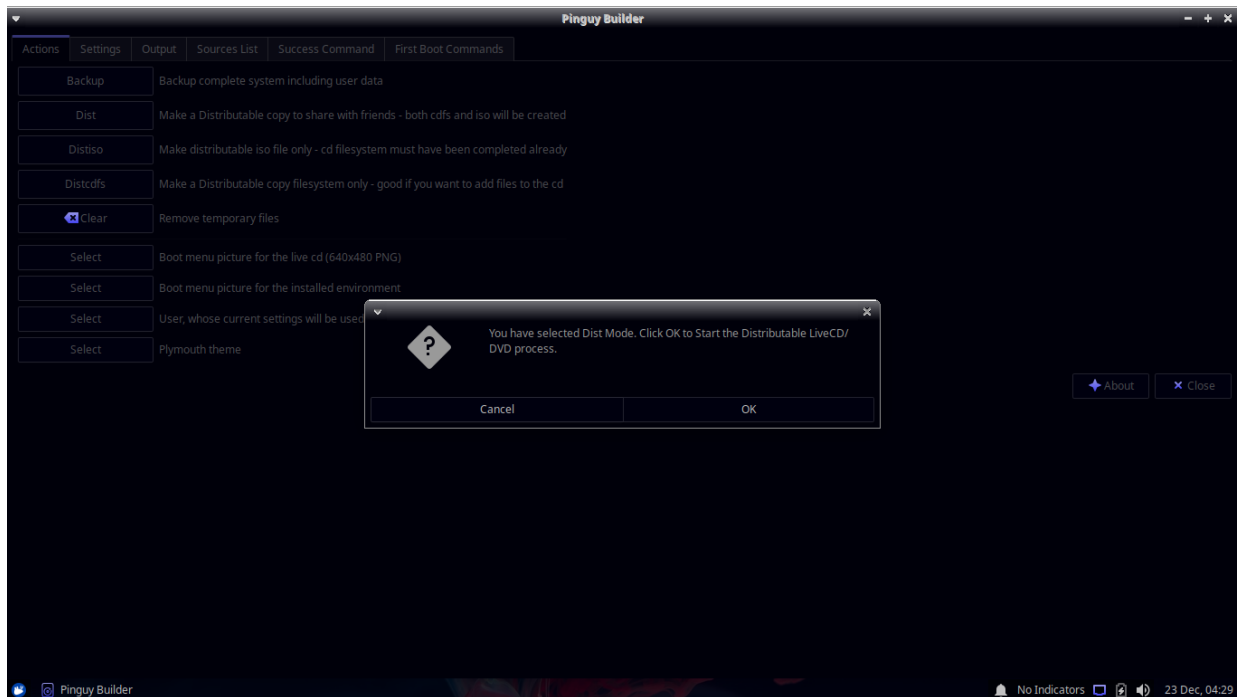 Pinguy Builder
Actions Settings Output Sources List Success Command First Boot Commands
Backup Backup complete system including user data
Dist Make a Distributable copy to share with friends - both cdfs and iso will be created
Distiso Make distributable iso file only - cd filesystem must have been completed already
Distcdfs Make a Distributable copy filesystem only - good if you want to add files to the cd
Clear Remove temporary files
Select Boot menu picture for the live cd (640x480 PNG)
Select Boot menu picture for the installed environment
Select User, whose current settings will be used
Select Plymouth theme
You have selected Dist Mode. Click OK to Start the Distributable LiveCD/
DVD process.
Cancel OK
About Close
Pinguy Builder No Indicators 23 Dec, 04:29